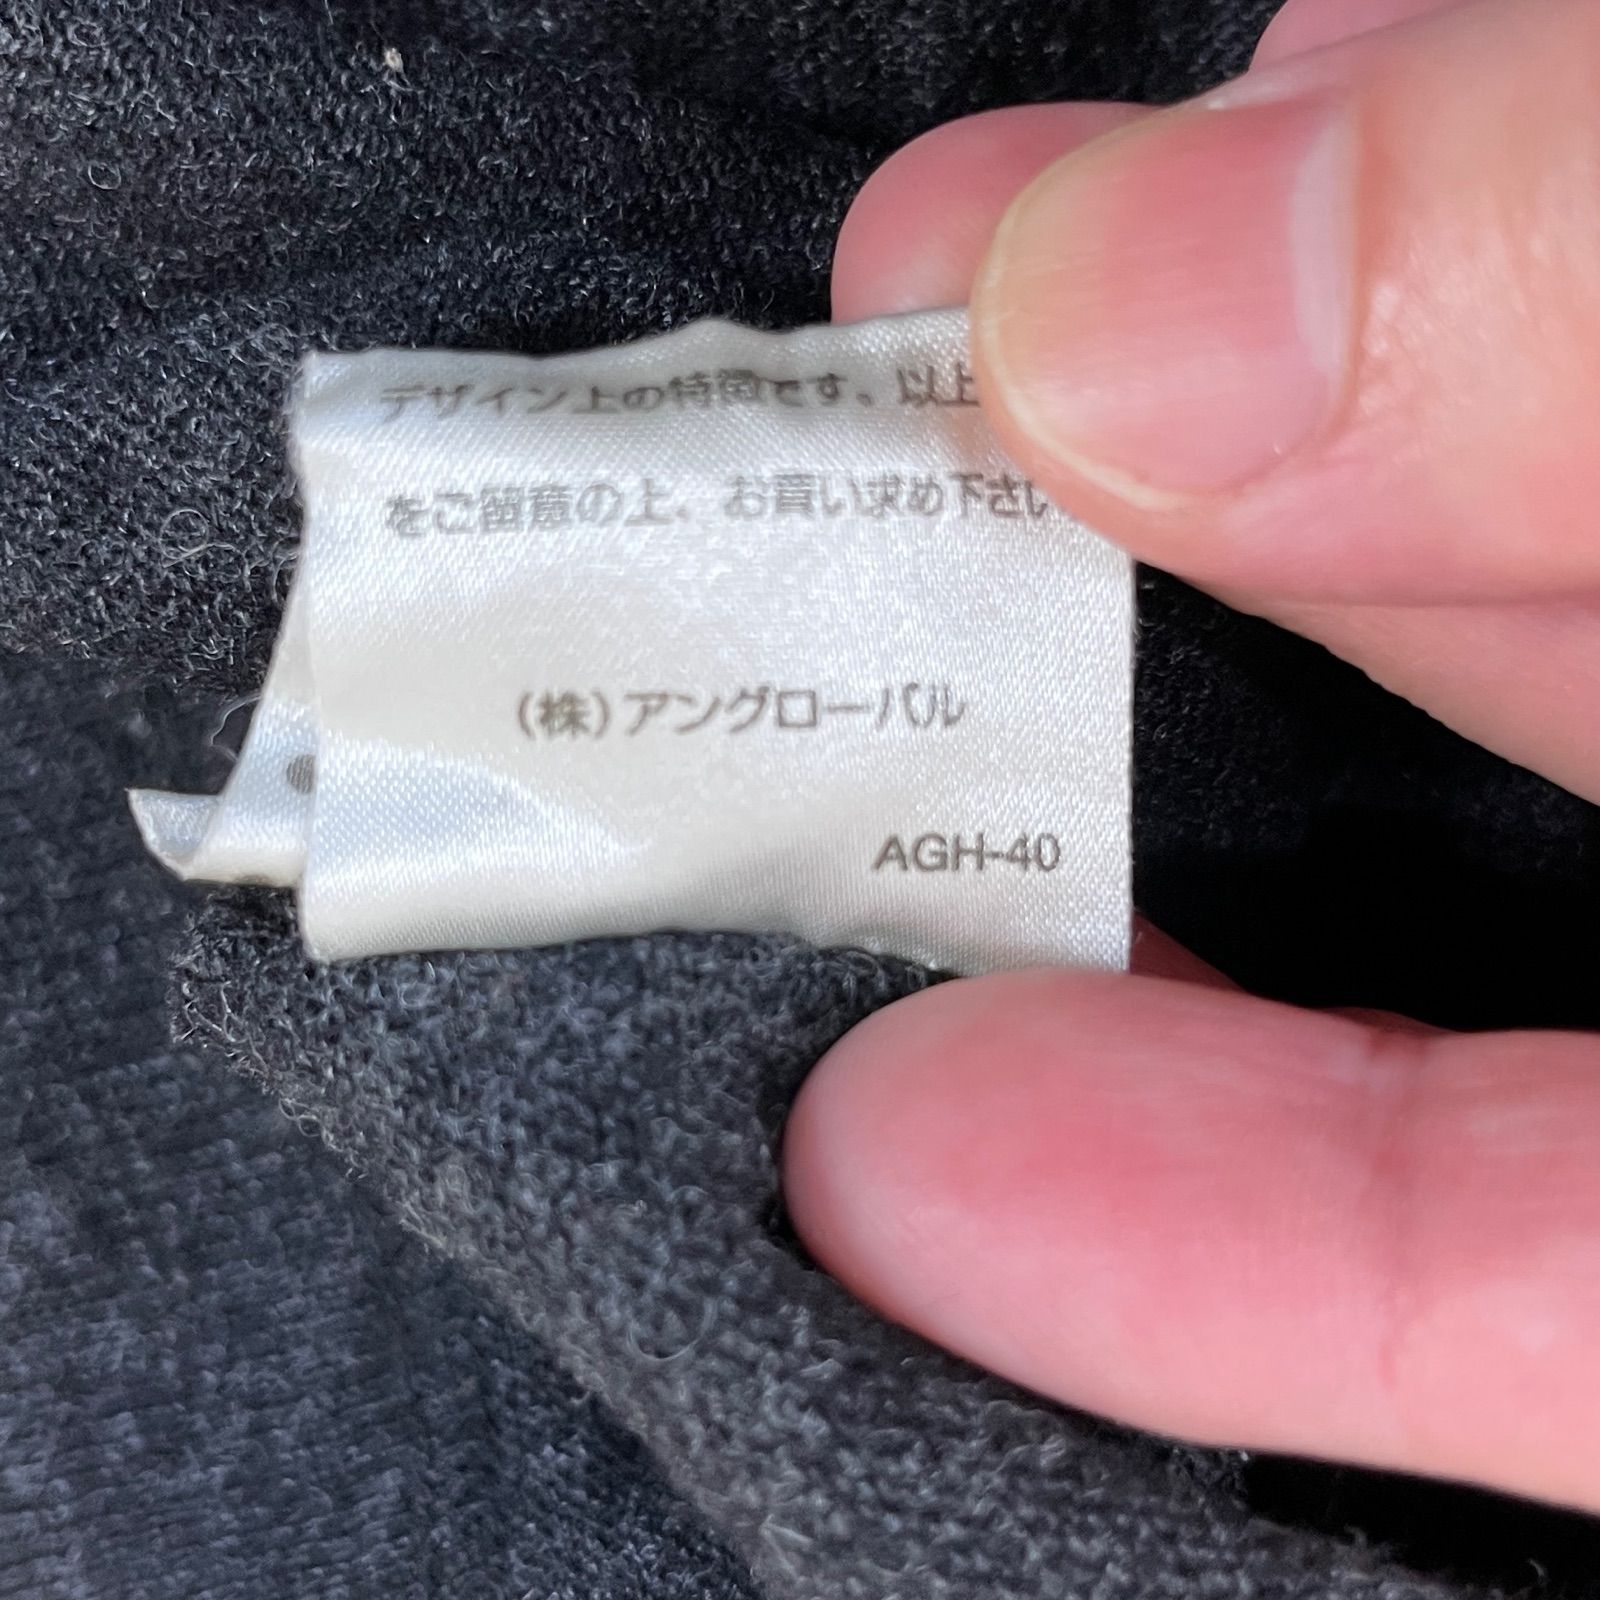 デザイン上の特徴です。以上
をご留意の上、お買い求め下さい
(株)アングローバル
AGH-40